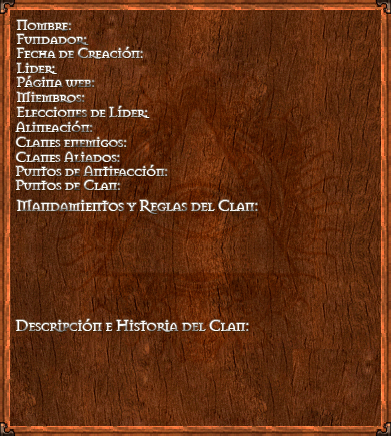 Nombre:
Fundador:
Fecha de Creación:
Líder:
Página web:
Miembros:
Elecciones de Líder:
Alineación:
Clanes enemigos:
Clanes Aliados:
Puntos de Antifacción:
Puntos de Clan:
Mandamientos y Reglas del Clan:
Descripción e Historia del Clan: